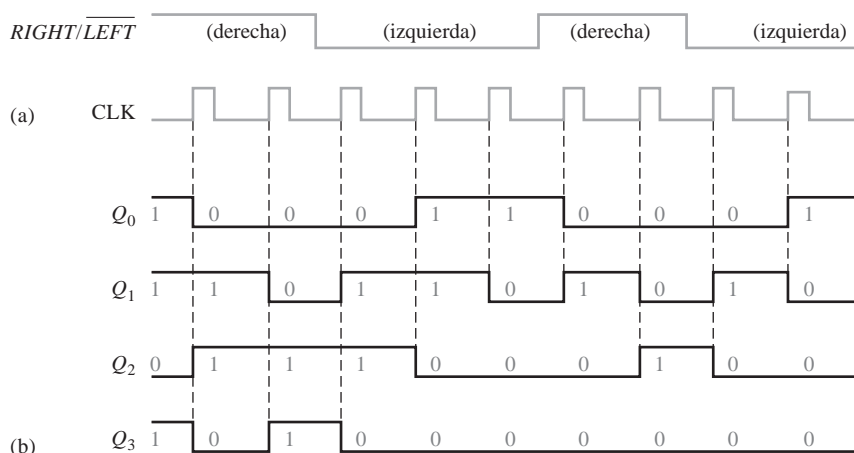 RIGHT/LEFT (derecha) (izquierda) (derecha) (izquierda)
(a) CLK
Q0 1 0 0 0 1 1 0 0 0 1
Q1 1 1 0 1 1 0 1 0 1 0
Q2 0 1 1 1 0 0 0 1 0 0
(b) Q3 1 0 1 0 0 0 0 0 0 0